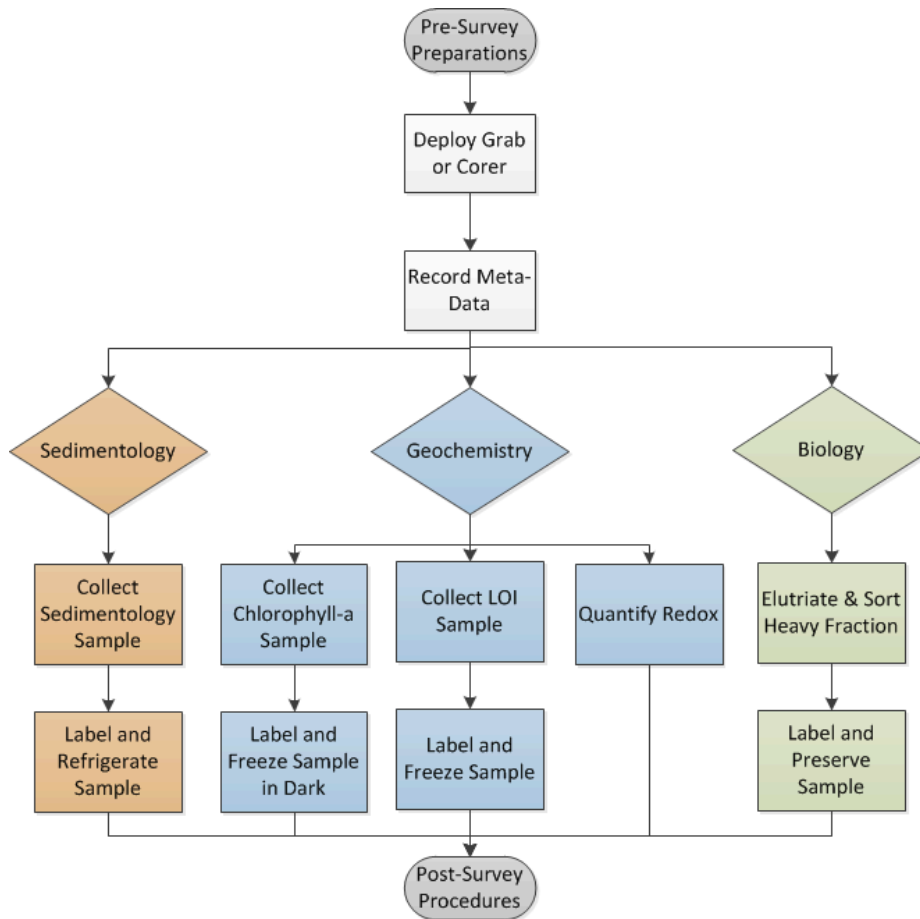 Pre-Survey
Preparations
Deploy Grab
or Corer
Record Meta-
Data
Sedimentology
Geochemistry
Biology
Collect
Sedimentology
Sample
Collect
Chlorophyll-a
Sample
Collect LOI
Sample
Quantify Redox
Elutriate & Sort
Heavy Fraction
Label and
Refrigerate
Sample
Label and
Freeze Sample
in Dark
Label and
Freeze Sample
Label and
Preserve
Sample
Post-Survey
Procedures